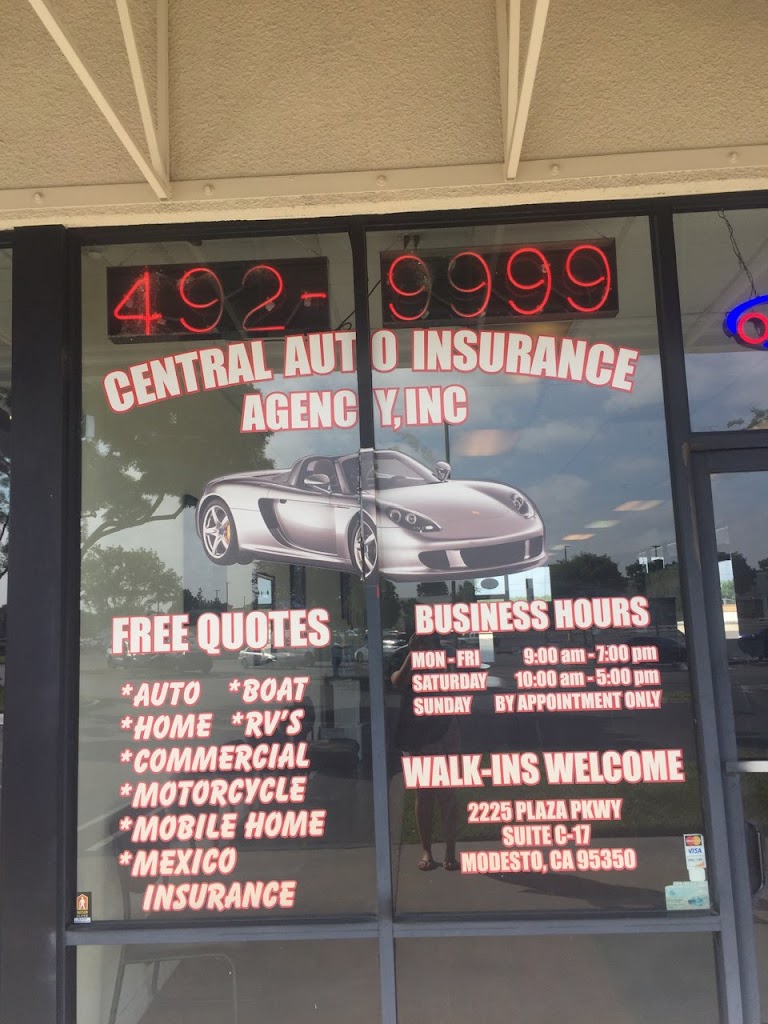 492-9999
CENTRAL AUTO INSURANCE
AGENCY, INC
FREE QUOTES
*AUTO *BOAT
*HOME *RV'S
*COMMERCIAL
*MOTORCYCLE
*MOBILE HOME
*MEXICO
INSURANCE
BUSINESS HOURS
MON - FRI 9:00 am - 7:00 pm
SATURDAY 10:00 am - 5:00 pm
SUNDAY BY APPOINTMENT ONLY
WALK-INS WELCOME
2225 PLAZA PKWY
SUITE C-17
MODESTO, CA 95350
VISA